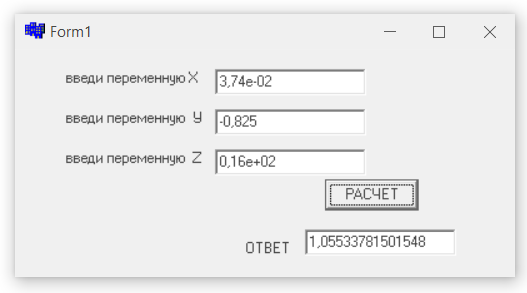 Form1
введи переменную X 3,74e-02
введи переменную У -0,825
введи переменную Z 0,16e+02
РАСЧЕТ
ОТВЕТ 1,05533781501548